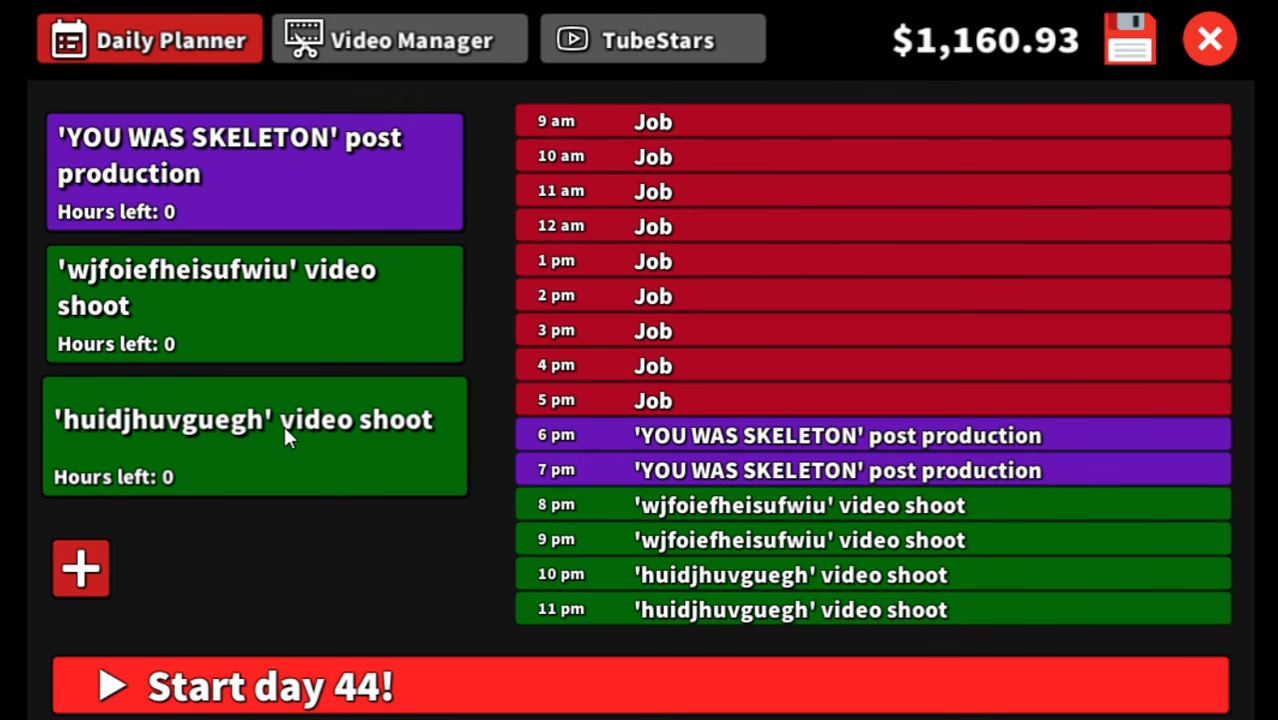 Daily Planner
Video Manager
TubeStars
$1,160.93
'YOU WAS SKELETON' post
production
Hours left: 0
'wjfoiefheisufwiu' video
shoot
Hours left: 0
'huidjhuvguegh' video shoot
Hours left: 0
9 am Job
10 am Job
11 am Job
12 am Job
1 pm Job
2 pm Job
3 pm Job
4 pm Job
5 pm Job
6 pm 'YOU WAS SKELETON' post production
7 pm 'YOU WAS SKELETON' post production
8 pm 'wjfoiefheisufwiu' video shoot
9 pm 'wjfoiefheisufwiu' video shoot
10 pm 'huidjhuvguegh' video shoot
11 pm 'huidjhuvguegh' video shoot
Start day 44!